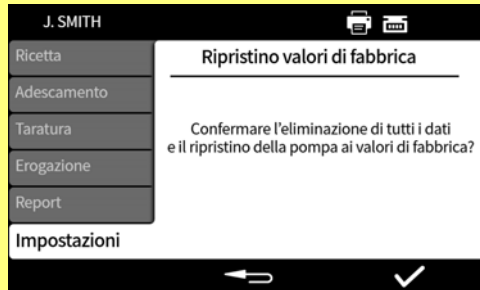 J. SMITH
Ricetta
Adescamento
Taratura
Erogazione
Report
Impostazioni
Ripristino valori di fabbrica
Confermare l'eliminazione di tutti i dati
e il ripristino della pompa ai valori di fabbrica?